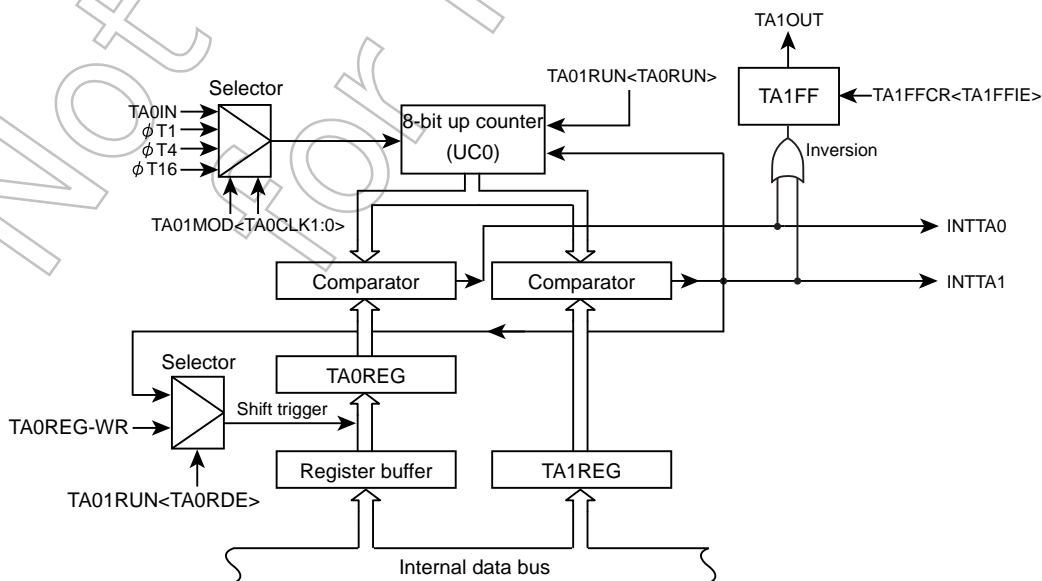 Not
for
TA1OUT
Selector
TA01RUN<TA0RUN>
TA0IN
ϕT1
ϕT4
ϕT16
8-bit up counter
(UC0)
TA1FF
TA1FFCR<TA1FFIE>
Inversion
TA01MOD<TA0CLK1:0>
INTTA0
Comparator
Comparator
INTTA1
Selector
TA0REG
TA0REG-WR
Shift trigger
Register buffer
TA1REG
TA01RUN<TA0RDE>
Internal data bus